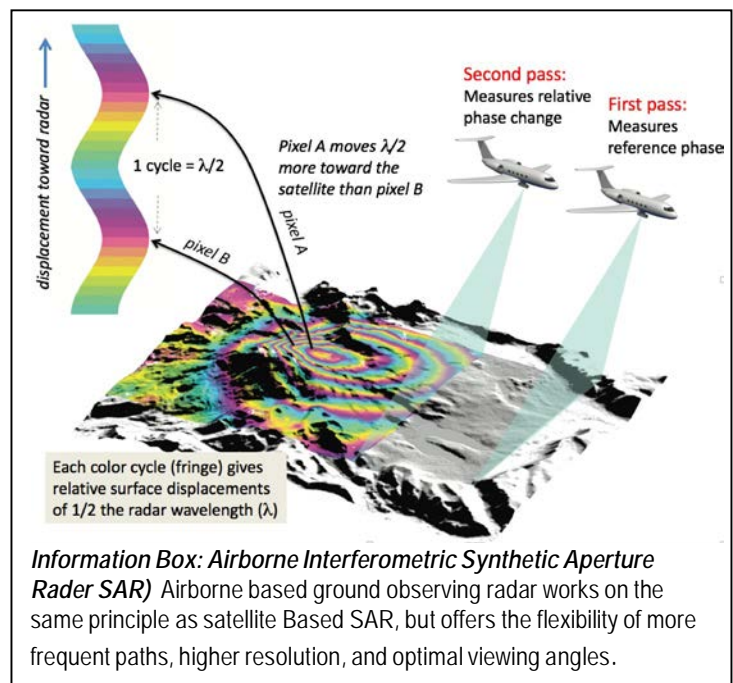 displacement toward radar
1 cycle = λ/2
pixel B
pixel A
Pixel A moves λ/2
more toward the
satellite than pixel B
Second pass:
Measures relative
phase change
First pass:
Measures
reference phase
Each color cycle (fringe) gives
relative surface displacements
of 1/2 the radar wavelength (λ)
Information Box: Airborne Interferometric Synthetic Aperture
Rader SAR) Airborne based ground observing radar works on the
same principle as satellite Based SAR, but offers the flexibility of more
frequent paths, higher resolution, and optimal viewing angles.